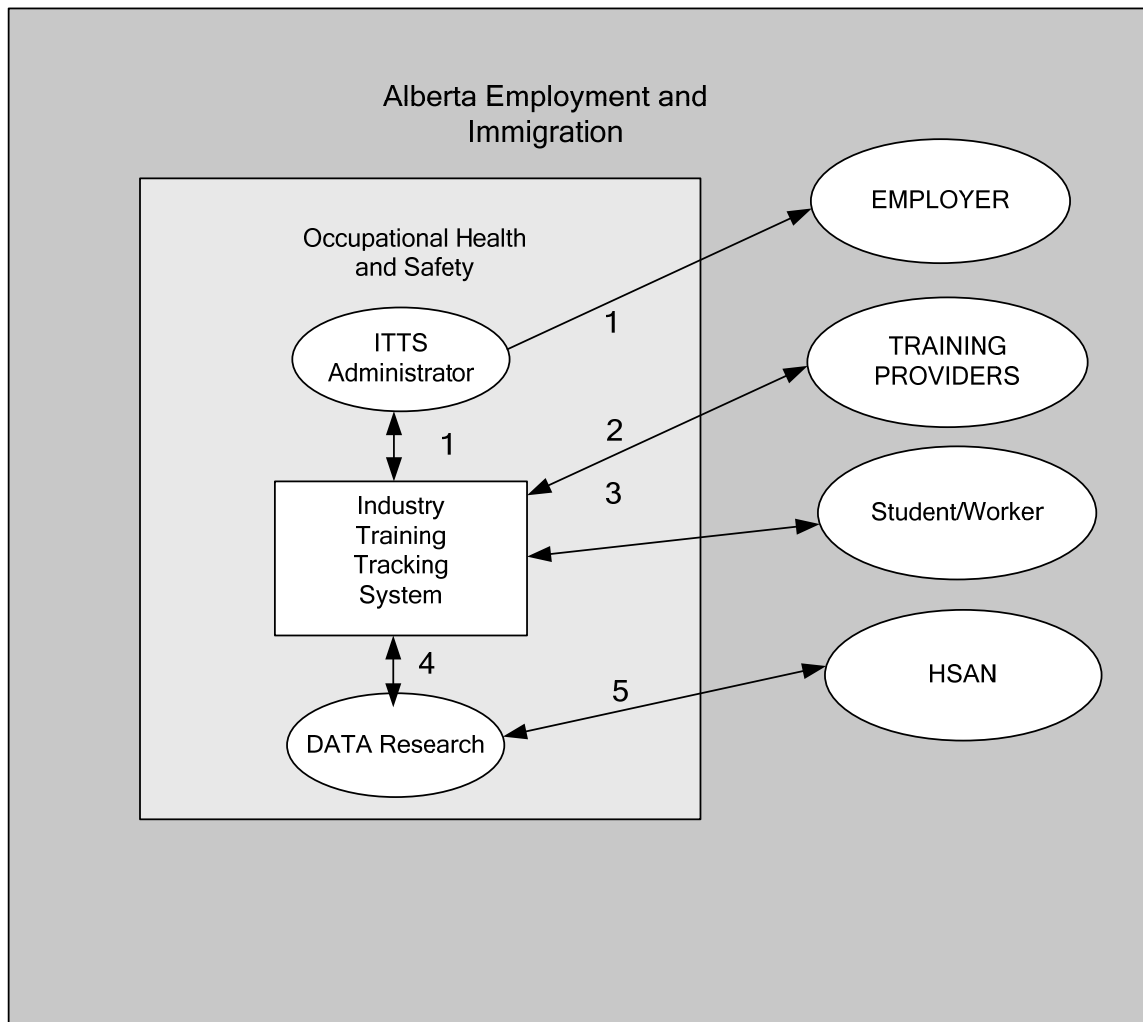 Alberta Employment and
Immigration
EMPLOYER
Occupational Health
and Safety
1
ITTS
Administrator
TRAINING
PROVIDERS
2
1
3
Industry
Training
Tracking
System
Student/Worker
4
5
HSAN
DATA Research